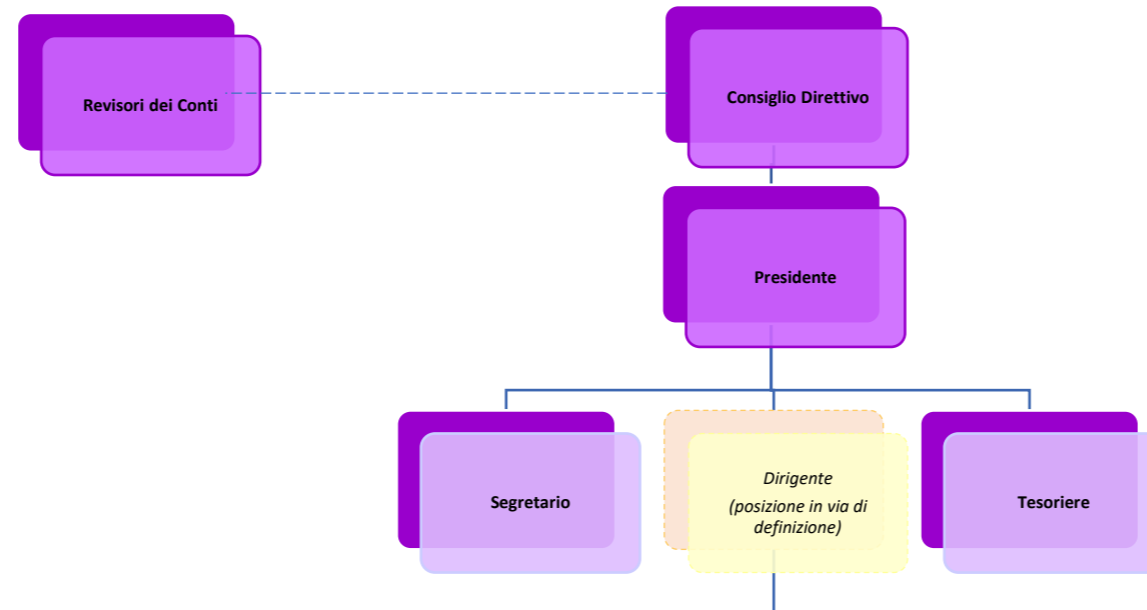 Revisori dei Conti
Consiglio Direttivo
Presidente
Segretario
Dirigente
(posizione in via di
definizione)
Tesoriere